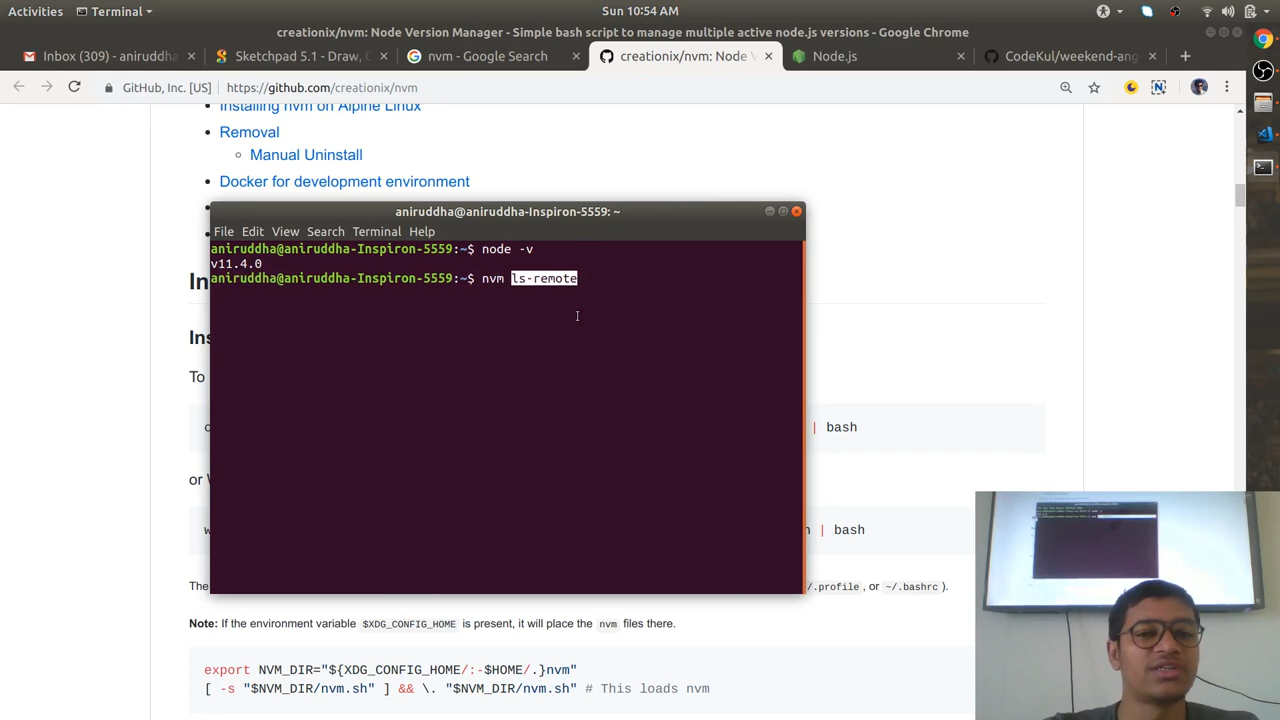 Activities
Terminal
Sun 10:54 AM
creationix/nvm: Node Version Manager - Simple bash script to manage multiple active node.js versions - Google Chrome
Inbox (309) - aniruddha
Sketchpad 5.1 - Draw, C
nvm - Google Search
creationix/nvm: Node V
Node.js
CodeKul/weekend-ang
GitHub, Inc. [US]
https://github.com/creationix/nvm
Installing nvm on Alpine Linux
Removal
Manual Uninstall
Docker for development environment
aniruddha@aniruddha-Inspiron-5559: ~
File Edit View Search Terminal Help
aniruddha@aniruddha-Inspiron-5559:~$ node -v
v11.4.0
aniruddha@aniruddha-Inspiron-5559:~$ nvm ls-remote
In
Ins
To
| bash
or W
| bash
The
/.profile, or ~/.bashrc ).
Note: If the environment variable $XDG_CONFIG_HOME is present, it will place the nvm files there.
export NVM_DIR="${XDG_CONFIG_HOME/:-$HOME/.}nvm"
[ -s "$NVM_DIR/nvm.sh" ] && \. "$NVM_DIR/nvm.sh" # This loads nvm